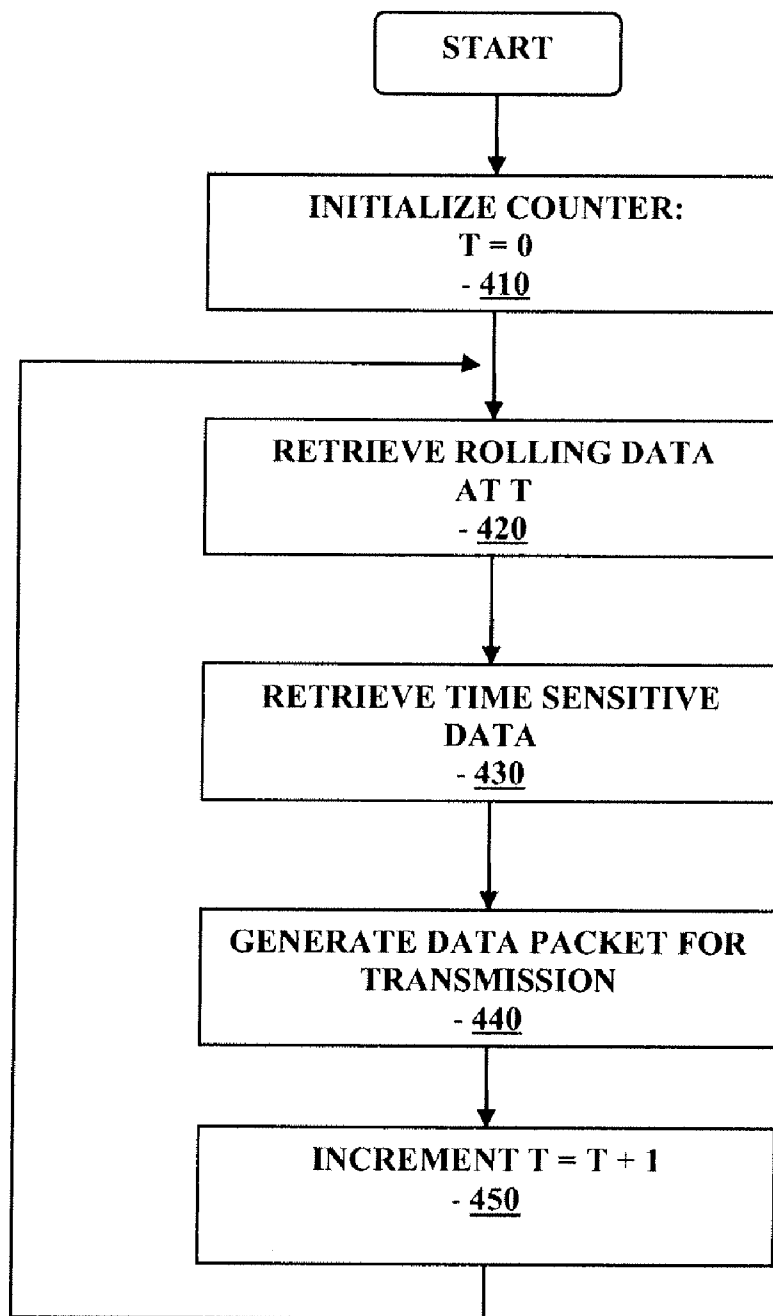 START
INITIALIZE COUNTER:
T = 0
- 410
RETRIEVE ROLLING DATA
AT T
- 420
RETRIEVE TIME SENSITIVE
DATA
- 430
GENERATE DATA PACKET FOR
TRANSMISSION
- 440
INCREMENT T = T + 1
- 450